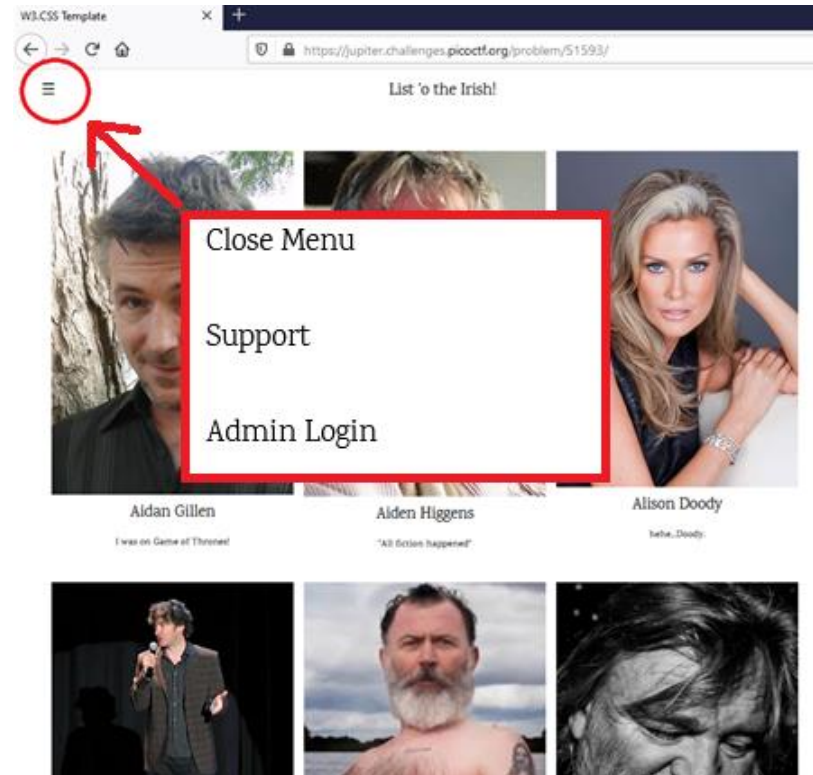 W3.CSS Template
https://jupiter.challenges.picoctf.org/problem/51593/
List 'o the Irish!
Close Menu
Support
Admin Login
Aidan Gillen
Aiden Higgens
Alison Doody
I was on Game of Thrones!
"All fiction happened"
hehe, Doody.